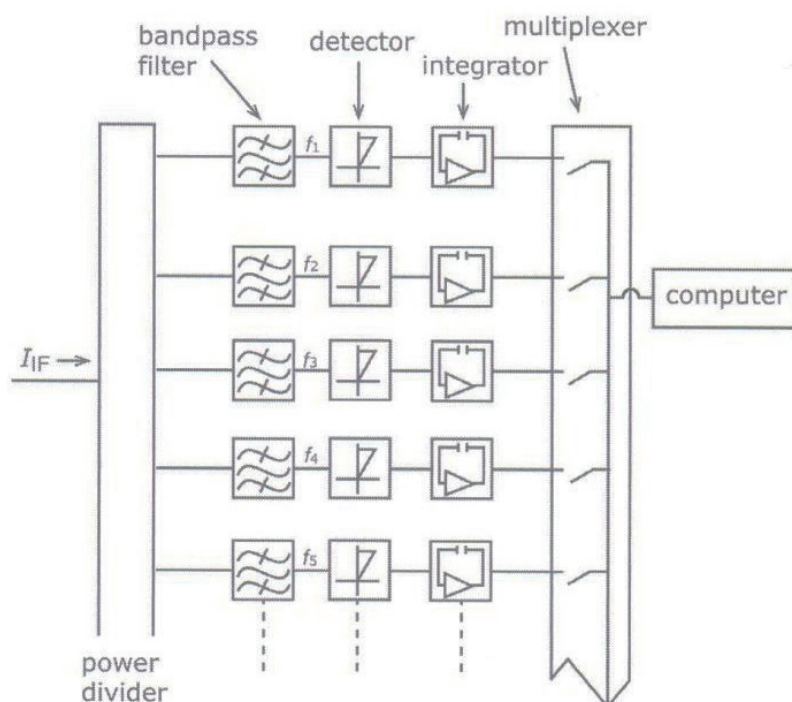 bandpass
filter
detector
integrator
multiplexer
f1
f2
f3
f4
f5
IIF
computer
power
divider